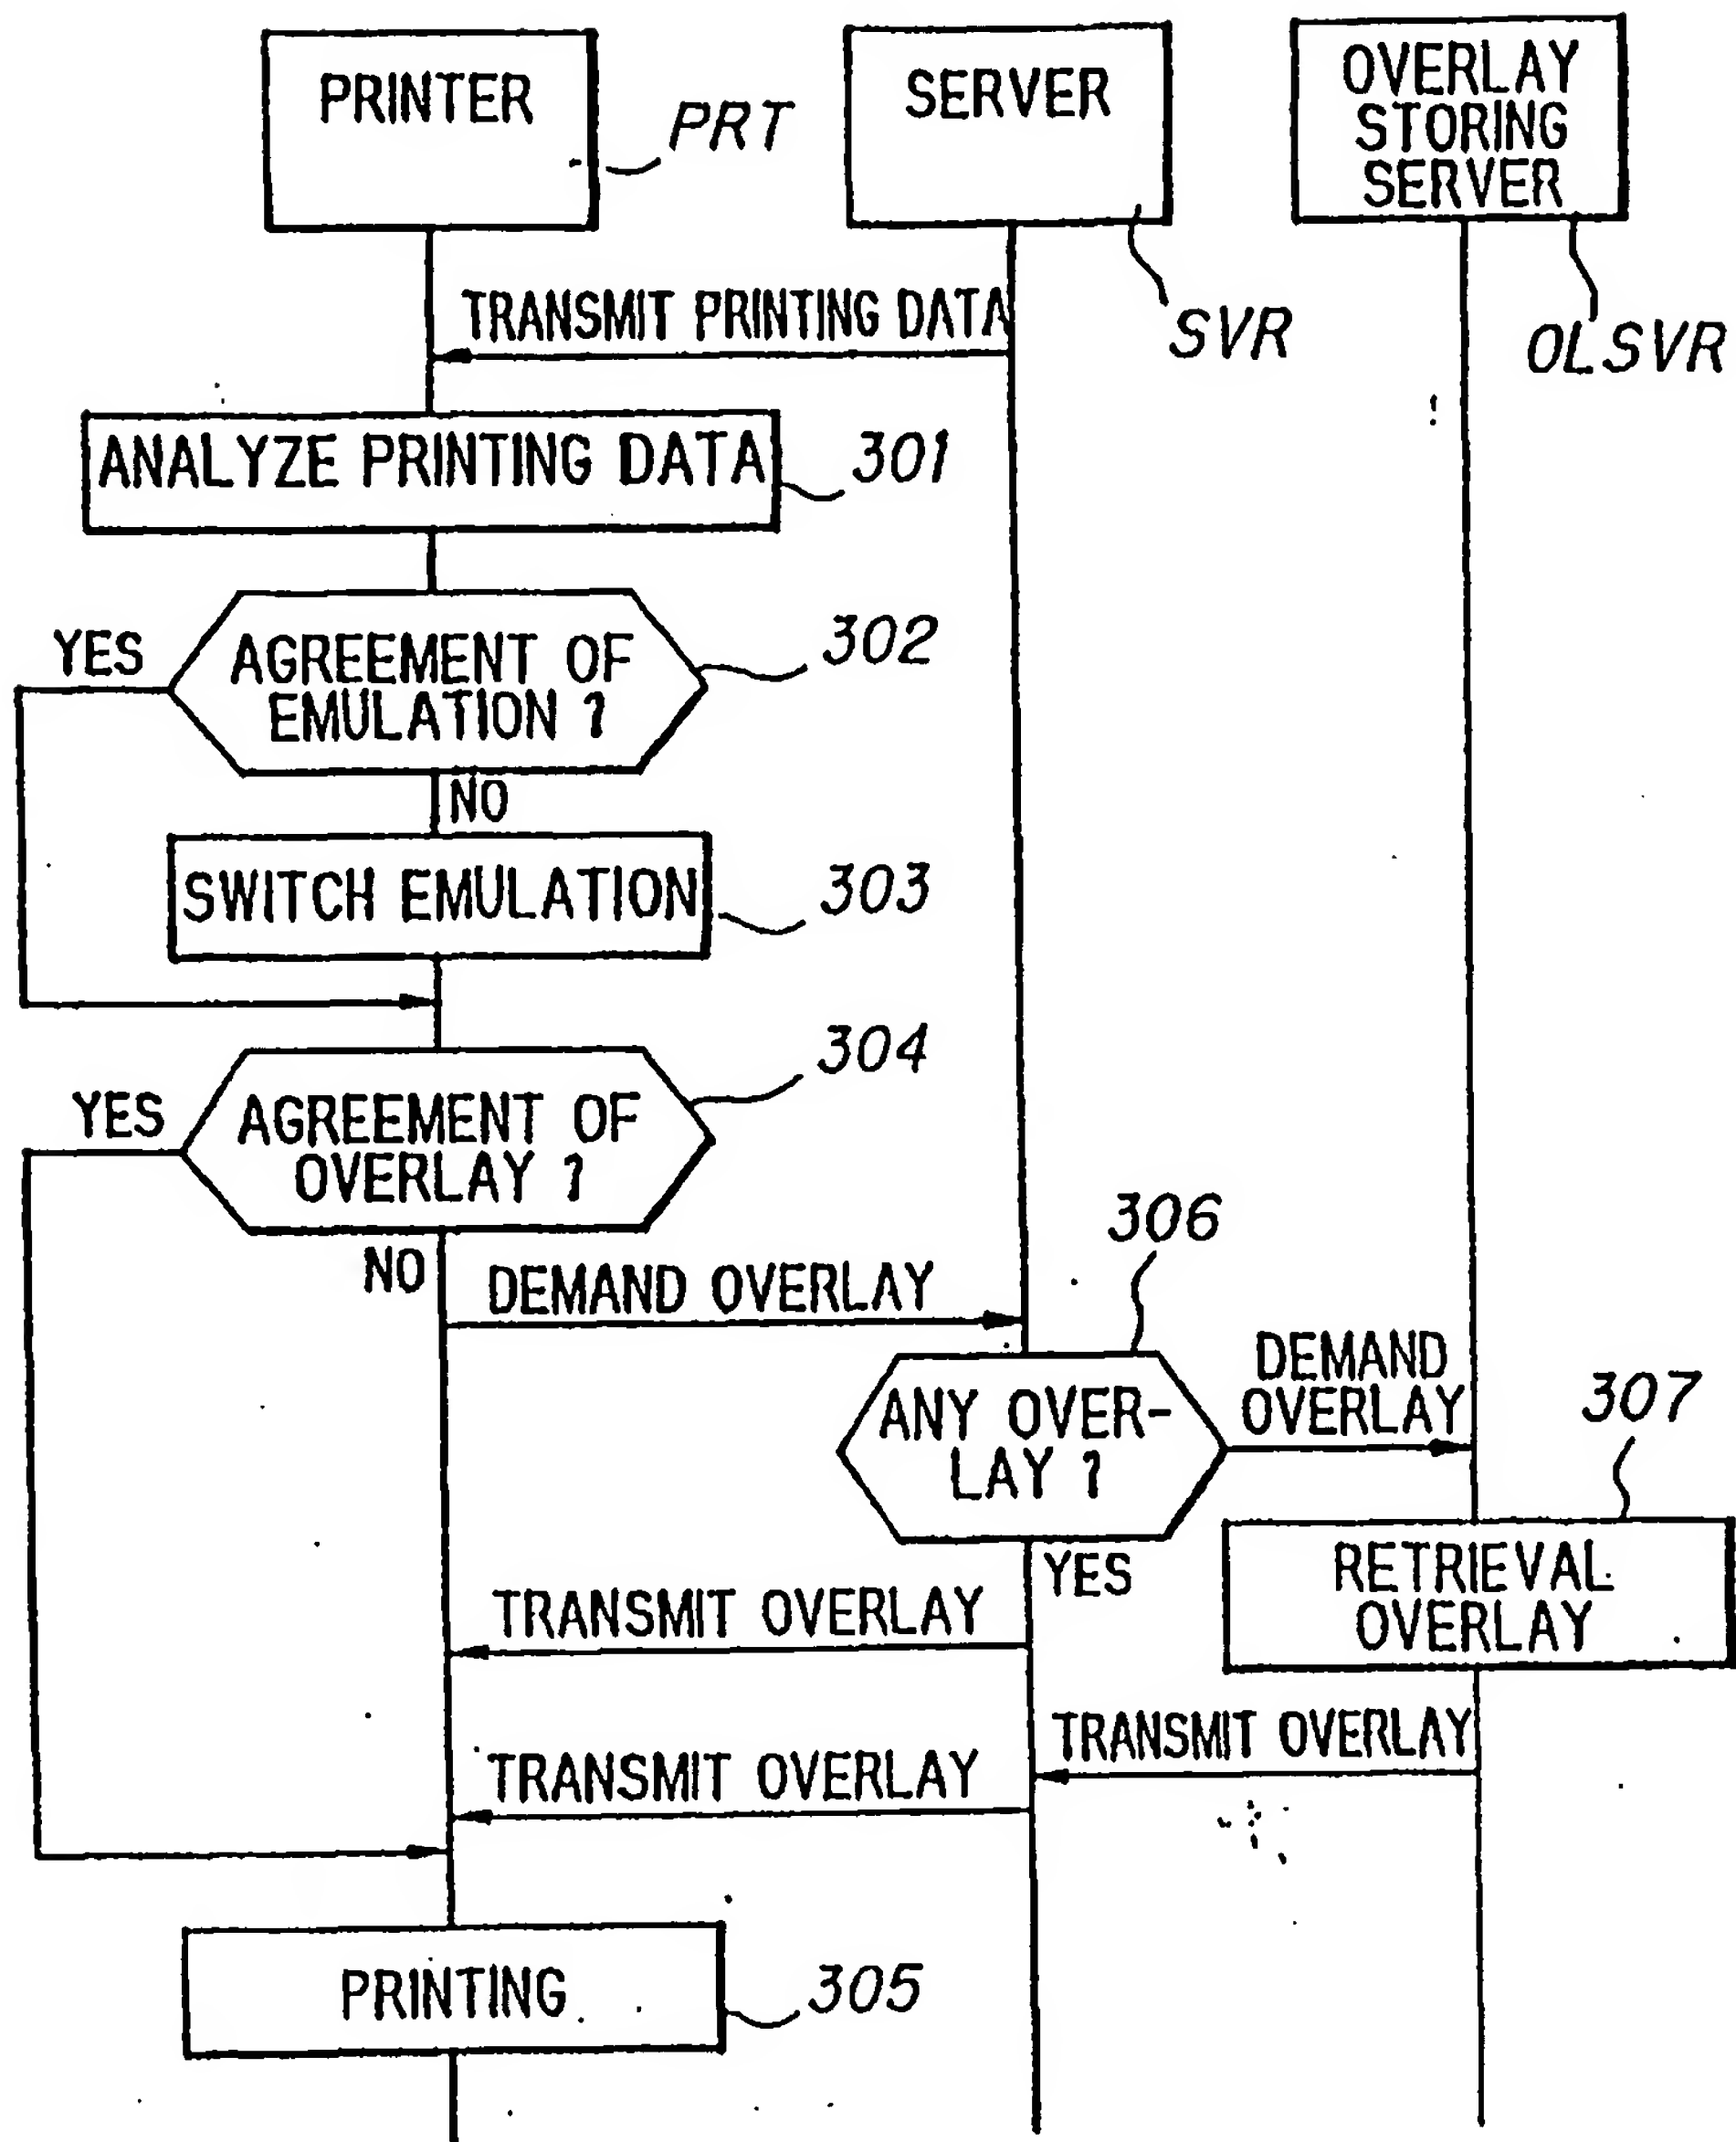 PRINTER
PRT
SERVER
SVR
OVERLAY
STORING
SERVER
OLSVR
TRANSMIT PRINTING DATA
ANALYZE PRINTING DATA
301
YES
AGREEMENT OF
EMULATION ?
302
NO
SWITCH EMULATION
303
YES
AGREEMENT OF
OVERLAY ?
304
NO
DEMAND OVERLAY
306
ANY OVER-
LAY ?
DEMAND
OVERLAY
307
YES
RETRIEVAL
OVERLAY
TRANSMIT OVERLAY
TRANSMIT OVERLAY
TRANSMIT OVERLAY
PRINTING
305